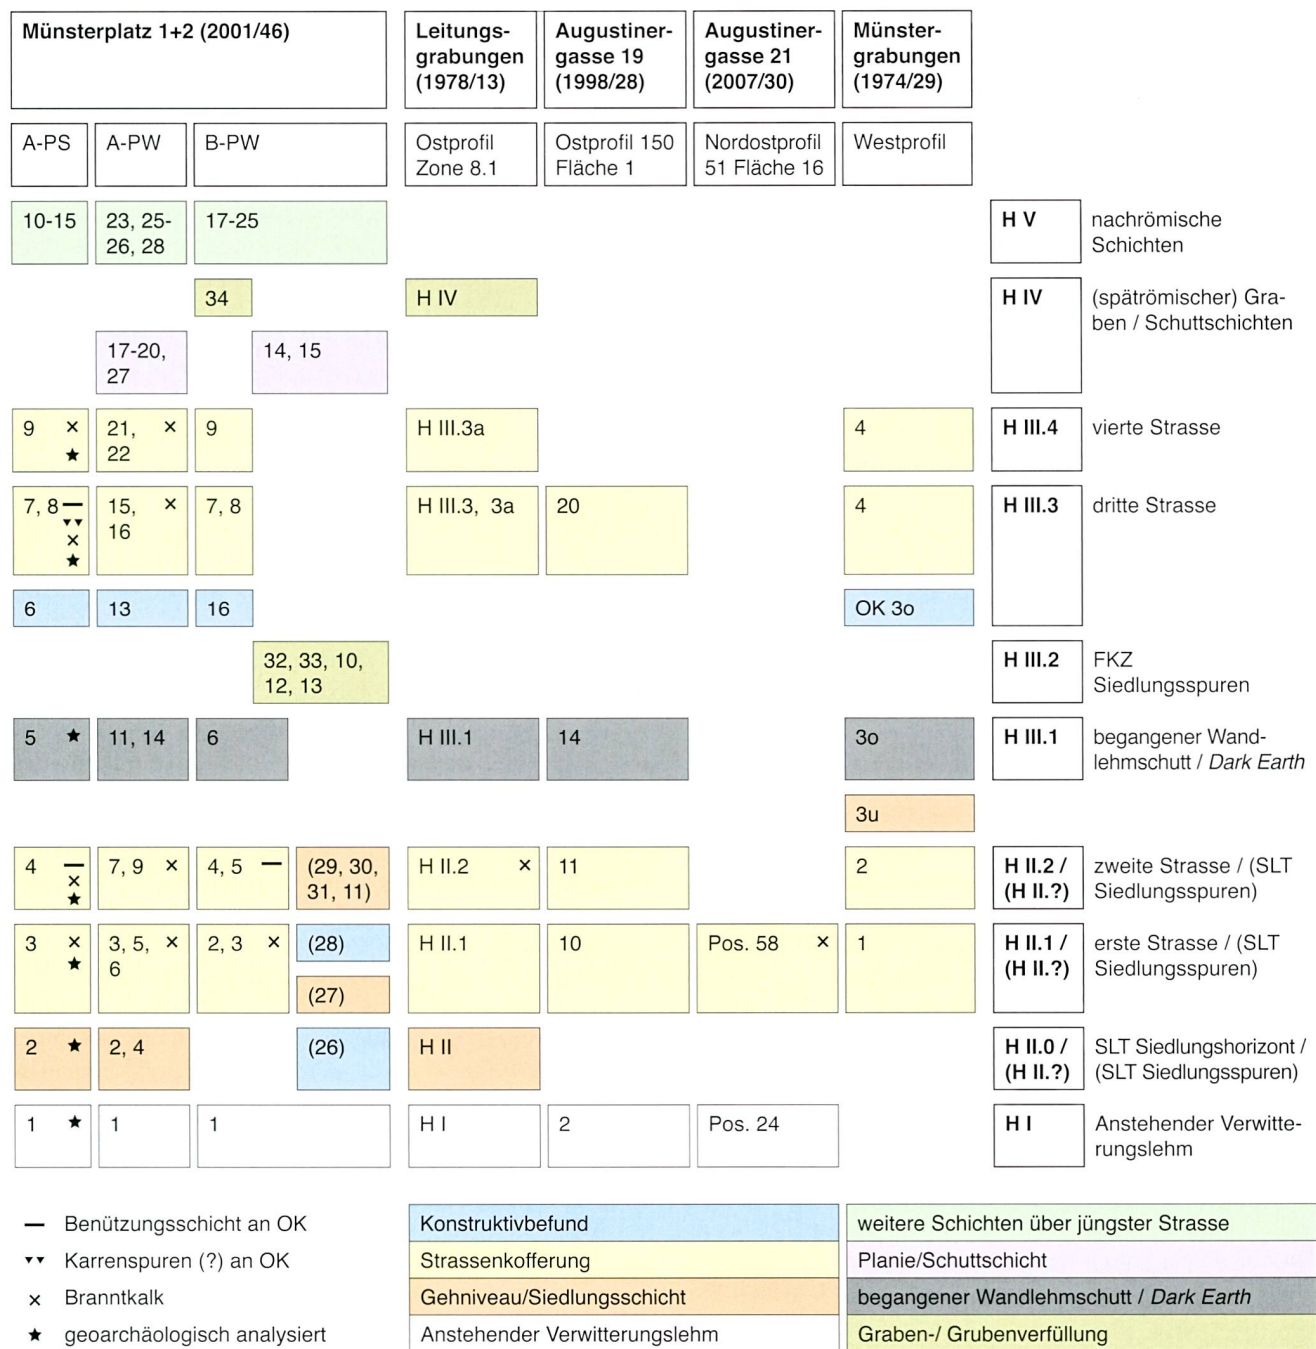 Münsterplatz 1+2 (2001/46)
Leitungs-
grabungen
(1978/13)
Augustiner-
gasse 19
(1998/28)
Augustiner-
gasse 21
(2007/30)
Münster-
grabungen
(1974/29)
A-PS
A-PW
B-PW
Ostprofil
Zone 8.1
Ostprofil 150
Fläche 1
Nordostprofil
51 Fläche 16
Westprofil
10-15
23, 25-
26, 28
17-25
H V
nachrömische
Schichten
34
H IV
H IV
(spätrömischer) Gra-
ben / Schuttschichten
17-20,
27
14, 15
9
21,
22
9
H III.3a
4
H III.4
vierte Strasse
7, 8
15,
16
7, 8
H III.3, 3a
20
4
H III.3
dritte Strasse
6
13
16
OK 3o
32, 33, 10,
12, 13
H III.2
FKZ
Siedlungsspuren
5
11, 14
6
H III.1
14
3o
H III.1
begangener Wand-
lehmschutt / Dark Earth
3u
4
7, 9
4, 5
(29, 30,
31, 11)
H II.2
11
2
H II.2 /
(H II.?)
zweite Strasse / (SLT
Siedlungsspuren)
3
3, 5,
6
2, 3
(28)
(27)
H II.1
10
Pos. 58
1
H II.1 /
(H II.?)
erste Strasse / (SLT
Siedlungsspuren)
2
2, 4
(26)
H II
H II.0 /
(H II.?)
SLT Siedlungshorizont /
(SLT Siedlungsspuren)
1
1
1
H I
2
Pos. 24
H I
Anstehender Verwitte-
rungslehm
Benützungsschicht an OK
Karrenspuren (?) an OK
Branntkalk
geoarchäologisch analysiert
Konstruktivbefund
Strassenkofferung
Gehniveau/Siedlungsschicht
Anstehender Verwitterungslehm
weitere Schichten über jüngster Strasse
Planie/Schuttschicht
begangener Wandlehmschutt / Dark Earth
Graben-/ Grubenverfüllung